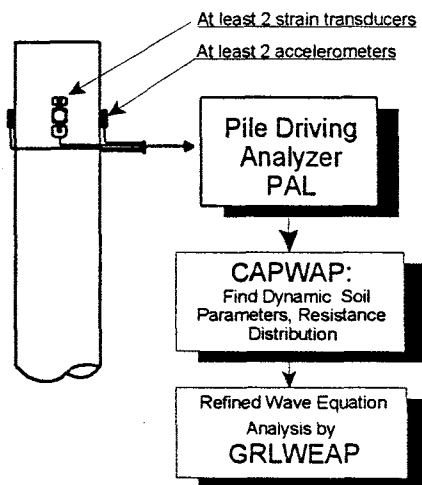 At least 2 strain transducers
At least 2 accelerometers
Pile Driving
Analyzer
PAL
CAPWAP:
Find Dynamic Soil
Parameters, Resistance
Distribution
Refined Wave Equation
Analysis by
GRLWEAP